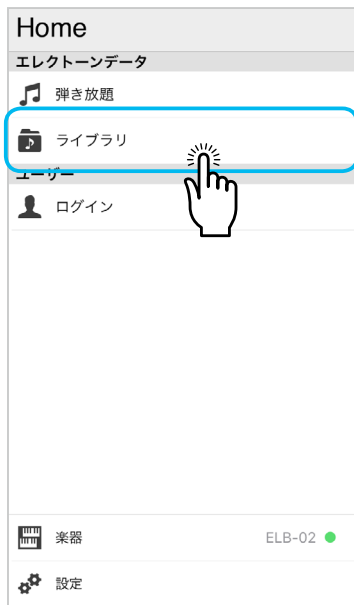 Home
エレクトーンデータ
弾き放題
ライブラリ
ユーザー
ログイン
楽器 ELB-02
設定